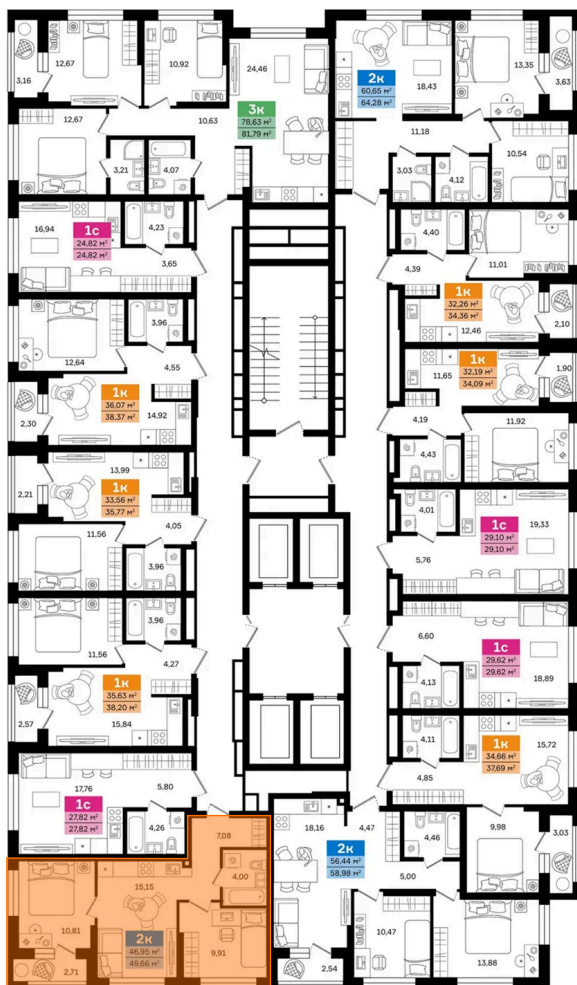 3,16
12,67
10,92
24,46
3к
78,63 м²
81,79 м²
12,67
10,63
3,21
4,07
2к
60,65 м²
64,28 м²
18,43
13,35
3,63
11,18
3,03
4,12
10,54
16,94
1с
24,82 м²
24,82 м²
4,23
3,65
4,40
4,39
11,01
1к
32,26 м²
34,36 м²
12,46
2,10
12,64
3,96
4,55
1к
36,07 м²
38,37 м²
14,92
2,30
11,65
1к
32,19 м²
34,09 м²
1,90
4,19
4,43
11,92
2,21
13,99
1к
33,56 м²
35,77 м²
4,05
11,56
3,96
4,01
1с
29,10 м²
29,10 м²
19,33
5,76
11,56
3,96
4,27
1к
35,63 м²
38,20 м²
2,57
15,84
6,60
1с
29,62 м²
29,62 м²
4,13
18,89
4,11
1к
34,66 м²
37,69 м²
15,72
4,85
17,76
5,80
1с
27,82 м²
27,82 м²
4,26
7,08
4,00
15,15
10,81
2к
46,95 м²
49,66 м²
9,91
2,71
18,16
4,47
2к
56,44 м²
58,98 м²
4,46
9,98
3,03
5,00
2,54
10,47
13,88